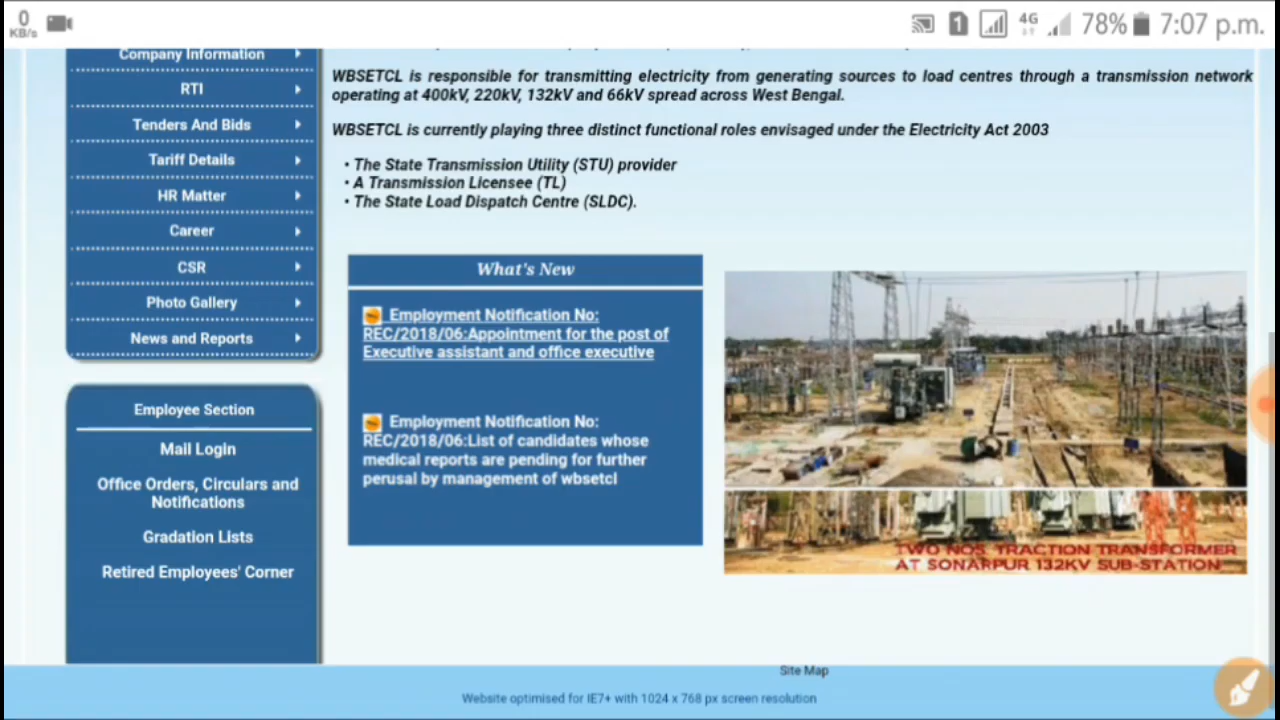 0
KB/s
1
4G
78%
7:07 p.m.
Company Information
RTI
Tenders And Bids
Tariff Details
HR Matter
Career
CSR
Photo Gallery
News and Reports
Employee Section
Mail Login
Office Orders, Circulars and
Notifications
Gradation Lists
Retired Employees' Corner
WBSETCL is responsible for transmitting electricity from generating sources to load centres through a transmission network
operating at 400kV, 220kV, 132kV and 66kV spread across West Bengal.
WBSETCL is currently playing three distinct functional roles envisaged under the Electricity Act 2003
• The State Transmission Utility (STU) provider
• A Transmission Licensee (TL)
• The State Load Dispatch Centre (SLDC).
What's New
Employment Notification No:
REC/2018/06:Appointment for the post of
Executive assistant and office executive
Employment Notification No:
REC/2018/06:List of candidates whose
medical reports are pending for further
perusal by management of wbsetcl
TWO NOS. TRACTION TRANSFORMER
AT SONARPUR 132KV SUB-STATION
Site Map
Website optimised for IE7+ with 1024 x 768 px screen resolution